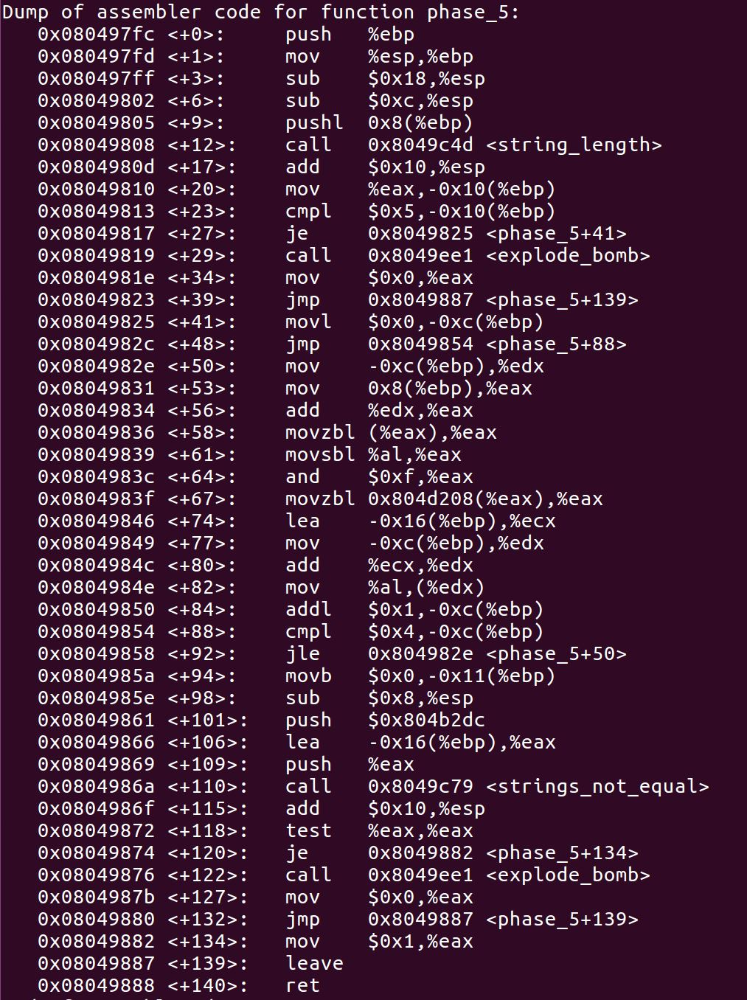 Dump of assembler code for function phase_5:
   0x080497fc <+0>:     push   %ebp
   0x080497fd <+1>:     mov    %esp,%ebp
   0x080497ff <+3>:     sub    $0x18,%esp
   0x08049802 <+6>:     sub    $0xc,%esp
   0x08049805 <+9>:     pushl  0x8(%ebp)
   0x08049808 <+12>:    call   0x8049c4d <string_length>
   0x0804980d <+17>:    add    $0x10,%esp
   0x08049810 <+20>:    mov    %eax,-0x10(%ebp)
   0x08049813 <+23>:    cmpl   $0x5,-0x10(%ebp)
   0x08049817 <+27>:    je     0x8049825 <phase_5+41>
   0x08049819 <+29>:    call   0x8049ee1 <explode_bomb>
   0x0804981e <+34>:    mov    $0x0,%eax
   0x08049823 <+39>:    jmp    0x8049887 <phase_5+139>
   0x08049825 <+41>:    movl   $0x0,-0xc(%ebp)
   0x0804982c <+48>:    jmp    0x8049854 <phase_5+88>
   0x0804982e <+50>:    mov    -0xc(%ebp),%edx
   0x08049831 <+53>:    mov    0x8(%ebp),%eax
   0x08049834 <+56>:    add    %edx,%eax
   0x08049836 <+58>:    movzbl (%eax),%eax
   0x08049839 <+61>:    movsbl %al,%eax
   0x0804983c <+64>:    and    $0xf,%eax
   0x0804983f <+67>:    movzbl 0x804d208(%eax),%eax
   0x08049846 <+74>:    lea    -0x16(%ebp),%ecx
   0x08049849 <+77>:    mov    -0xc(%ebp),%edx
   0x0804984c <+80>:    add    %ecx,%edx
   0x0804984e <+82>:    mov    %al,(%edx)
   0x08049850 <+84>:    addl   $0x1,-0xc(%ebp)
   0x08049854 <+88>:    cmpl   $0x4,-0xc(%ebp)
   0x08049858 <+92>:    jle    0x804982e <phase_5+50>
   0x0804985a <+94>:    movb   $0x0,-0x11(%ebp)
   0x0804985e <+98>:    sub    $0x8,%esp
   0x08049861 <+101>:   push   $0x804b2dc
   0x08049866 <+106>:   lea    -0x16(%ebp),%eax
   0x08049869 <+109>:   push   %eax
   0x0804986a <+110>:   call   0x8049c79 <strings_not_equal>
   0x0804986f <+115>:   add    $0x10,%esp
   0x08049872 <+118>:   test   %eax,%eax
   0x08049874 <+120>:   je     0x8049882 <phase_5+134>
   0x08049876 <+122>:   call   0x8049ee1 <explode_bomb>
   0x0804987b <+127>:   mov    $0x0,%eax
   0x08049880 <+132>:   jmp    0x8049887 <phase_5+139>
   0x08049882 <+134>:   mov    $0x1,%eax
   0x08049887 <+139>:   leave
   0x08049888 <+140>:   ret